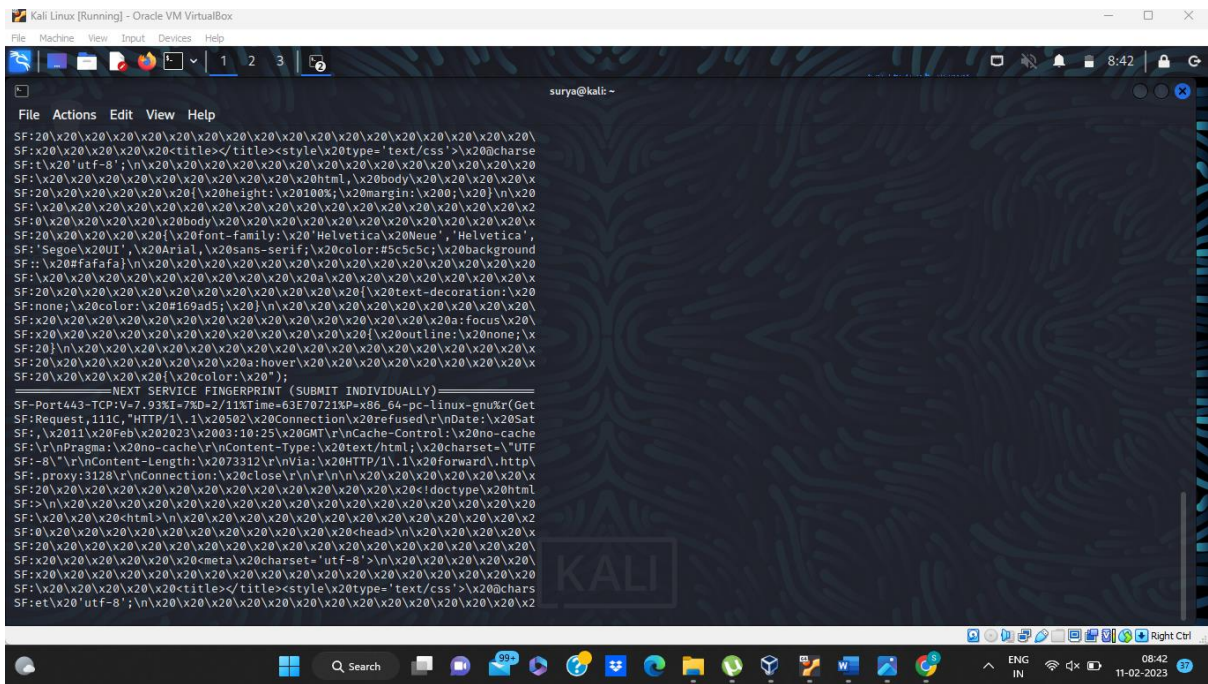 Kali Linux [Running] - Oracle VM VirtualBox
File Machine View Input Devices Help
1 2 3
8:42
surya@kali: ~
File Actions Edit View Help
SF:20\x20\x20\x20\x20\x20\x20\x20\x20\x20\x20\x20\x20\x20\x20\x20\x20\x20\
SF:x20\x20\x20\x20\x20<title></title><style\x20type='text/css'>\x20@charse
SF:t\x20'utf-8';\n\x20\x20\x20\x20\x20\x20\x20\x20\x20\x20\x20\x20\x20\x20
SF:\x20\x20\x20\x20\x20\x20\x20\x20\x20\x20html,\x20body\x20\x20\x20\x20\x
SF:20\x20\x20\x20\x20\x20{\x20height:\x20100%;\x20margin:\x200;\x20}\n\x20
SF:\x20\x20\x20\x20\x20\x20\x20\x20\x20\x20\x20\x20\x20\x20\x20\x20\x20\x2
SF:0\x20\x20\x20\x20\x20body\x20\x20\x20\x20\x20\x20\x20\x20\x20\x20\x20\x
SF:20\x20\x20\x20\x20{\x20font-family:\x20'Helvetica\x20Neue','Helvetica',
SF:'Segoe\x20UI',\x20Arial,\x20sans-serif;\x20color:#5c5c5c;\x20background
SF::\x20#fafafa}\n\x20\x20\x20\x20\x20\x20\x20\x20\x20\x20\x20\x20\x20\x20
SF:\x20\x20\x20\x20\x20\x20\x20\x20\x20\x20a\x20\x20\x20\x20\x20\x20\x20\x
SF:20\x20\x20\x20\x20\x20\x20\x20\x20\x20\x20\x20{\x20text-decoration:\x20
SF:none;\x20color:\x20#169ad5;\x20}\n\x20\x20\x20\x20\x20\x20\x20\x20\x20\
SF:x20\x20\x20\x20\x20\x20\x20\x20\x20\x20\x20\x20\x20\x20\x20a:focus\x20\
SF:x20\x20\x20\x20\x20\x20\x20\x20\x20\x20\x20\x20{\x20outline:\x20none;\x
SF:20}\n\x20\x20\x20\x20\x20\x20\x20\x20\x20\x20\x20\x20\x20\x20\x20\x20\x
SF:20\x20\x20\x20\x20\x20\x20\x20a:hover\x20\x20\x20\x20\x20\x20\x20\x20\x
SF:20\x20\x20\x20\x20{\x20color:\x20");
NEXT SERVICE FINGERPRINT (SUBMIT INDIVIDUALLY)
SF-Port443-TCP:V=7.93%I=7%D=2/11%Time=63E70721%P=x86_64-pc-linux-gnu%r(Get
SF:Request,111C,"HTTP/1\.1\x20502\x20Connection\x20refused\r\nDate:\x20Sat
SF:,\x2011\x20Feb\x202023\x2003:10:25\x20GMT\r\nCache-Control:\x20no-cache
SF:\r\nPragma:\x20no-cache\r\nContent-Type:\x20text/html;\x20charset=\"UTF
SF:-8\"\r\nContent-Length:\x2073312\r\nVia:\x20HTTP/1\.1\x20forward\.http\
SF:.proxy:3128\r\nConnection:\x20close\r\n\r\n\n\x20\x20\x20\x20\x20\x20\x
SF:20\x20\x20\x20\x20\x20\x20\x20\x20\x20\x20\x20\x20\x20<!doctype\x20html
SF:>\n\x20\x20\x20\x20\x20\x20\x20\x20\x20\x20\x20\x20\x20\x20\x20\x20\x20
SF:\x20\x20\x20<html>\n\x20\x20\x20\x20\x20\x20\x20\x20\x20\x20\x20\x20\x2
SF:0\x20\x20\x20\x20\x20\x20\x20\x20\x20\x20\x20<head>\n\x20\x20\x20\x20\x
SF:20\x20\x20\x20\x20\x20\x20\x20\x20\x20\x20\x20\x20\x20\x20\x20\x20\x20\
SF:x20\x20\x20\x20\x20<meta\x20charset='utf-8'>\n\x20\x20\x20\x20\x20\x20\
SF:x20\x20\x20\x20\x20\x20\x20\x20\x20\x20\x20\x20\x20\x20\x20\x20\x20\x20
SF:\x20\x20\x20\x20<title></title><style\x20type='text/css'>\x20@chars
SF:et\x20'utf-8';\n\x20\x20\x20\x20\x20\x20\x20\x20\x20\x20\x20\x20\x20\x2
KALI
Right Ctrl
Search
99+
ENG
IN
08:42
11-02-2023
37